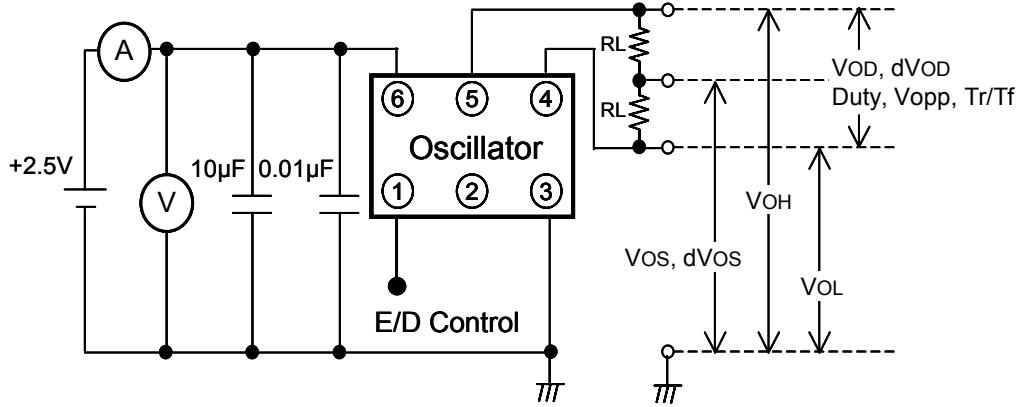 A
+2.5V
V
10µF
0.01µF
6
5
4
Oscillator
1
2
3
E/D Control
RL
RL
VOD, dVOD
Duty, Vopp, Tr/Tf
VOH
VOS, dVOS
VOL